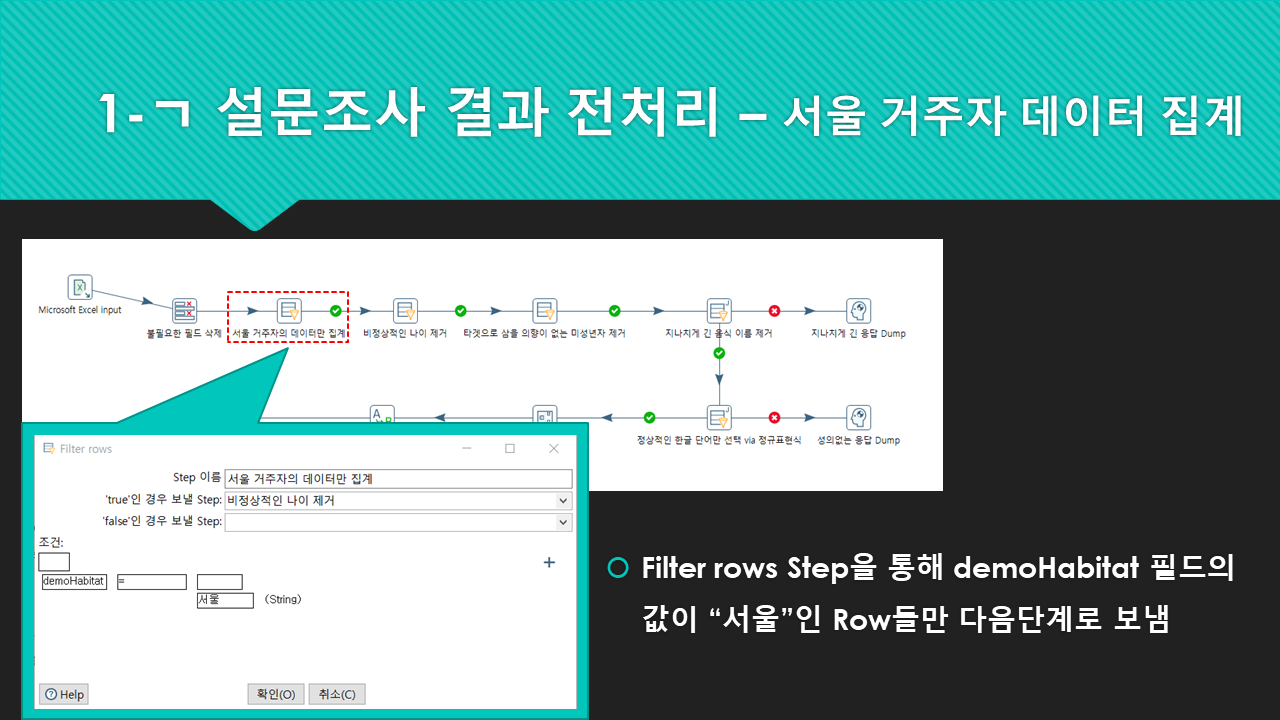 1-ㄱ 설문조사 결과 전처리 – 서울 거주자 데이터 집계
Microsoft Excel Input
불필요한 필드 삭제
서울 거주자의 데이터만 집계
비정상적인 나이 제거
타겟으로 삼을 의향이 없는 미성년자 제거
지나치게 긴 음식 이름 제거
지나치게 긴 응답 Dump
정상적인 한글 단어만 선택 via 정규표현식
성의없는 응답 Dump
Filter rows
Step 이름 서울 거주자의 데이터만 집계
'true'인 경우 보낼 Step: 비정상적인 나이 제거
'false'인 경우 보낼 Step:
조건:
demoHabitat =
서울 (String)
Help 확인(O) 취소(C)
Filter rows Step을 통해 demoHabitat 필드의
값이 “서울”인 Row들만 다음단계로 보냄